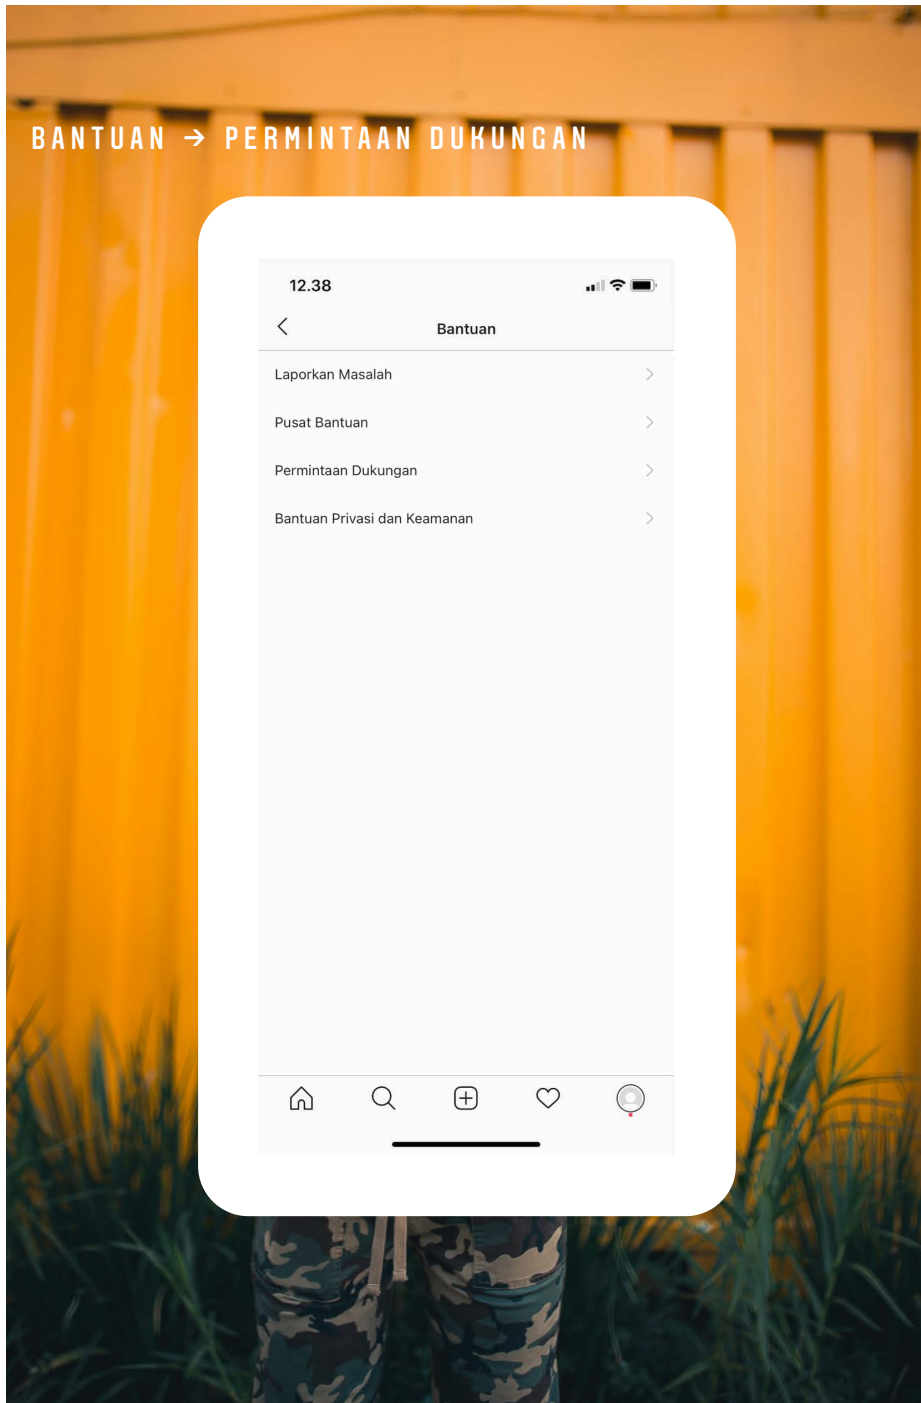 BANTUAN → PERMINTAAN DUKUNGAN
12.38
Bantuan
Laporkan Masalah
Pusat Bantuan
Permintaan Dukungan
Bantuan Privasi dan Keamanan